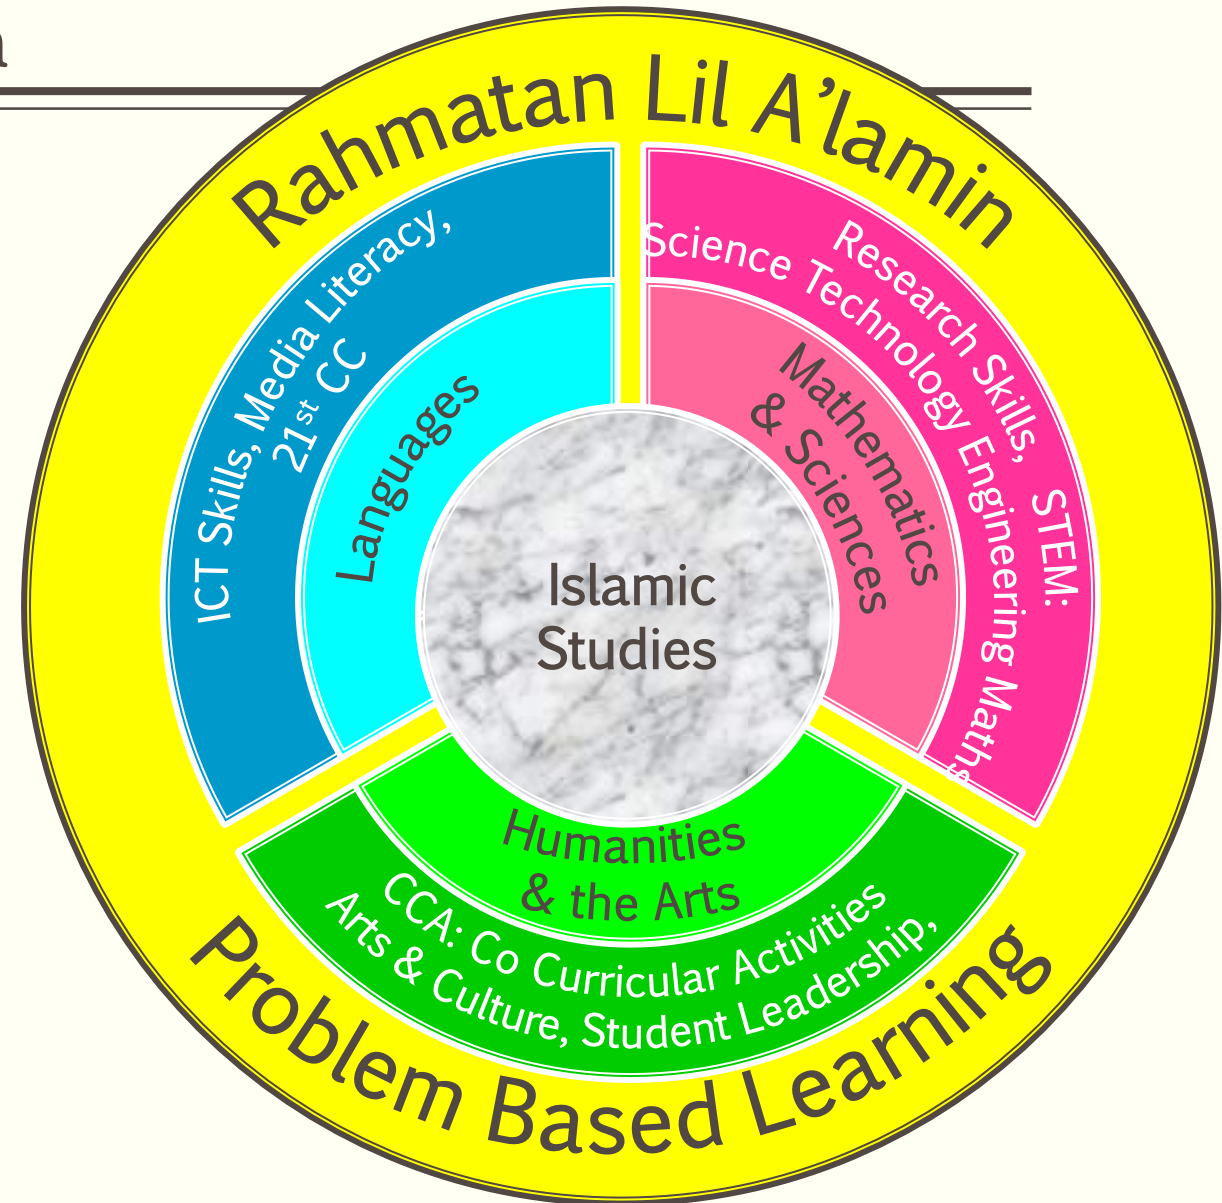 Rahmatan Lil A’lamin
ICT Skills, Media Literacy,
21st CC
Languages
Research Skills, STEM:
Science Technology Engineering Maths
Mathematics
& Sciences
Islamic
Studies
Humanities
& the Arts
CCA: Co Curricular Activities
Arts & Culture, Student Leadership,
Problem Based Learning